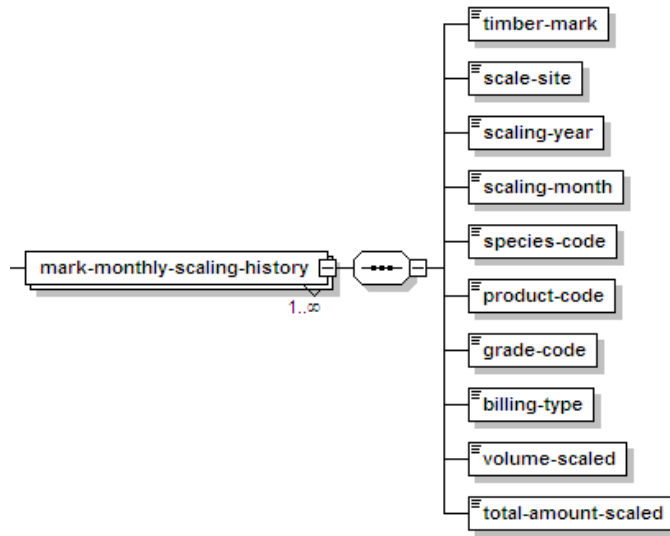 timber-mark
scale-site
scaling-year
scaling-month
species-code
mark-monthly-scaling-history
product-code
1..∞
grade-code
billing-type
volume-scaled
total-amount-scaled